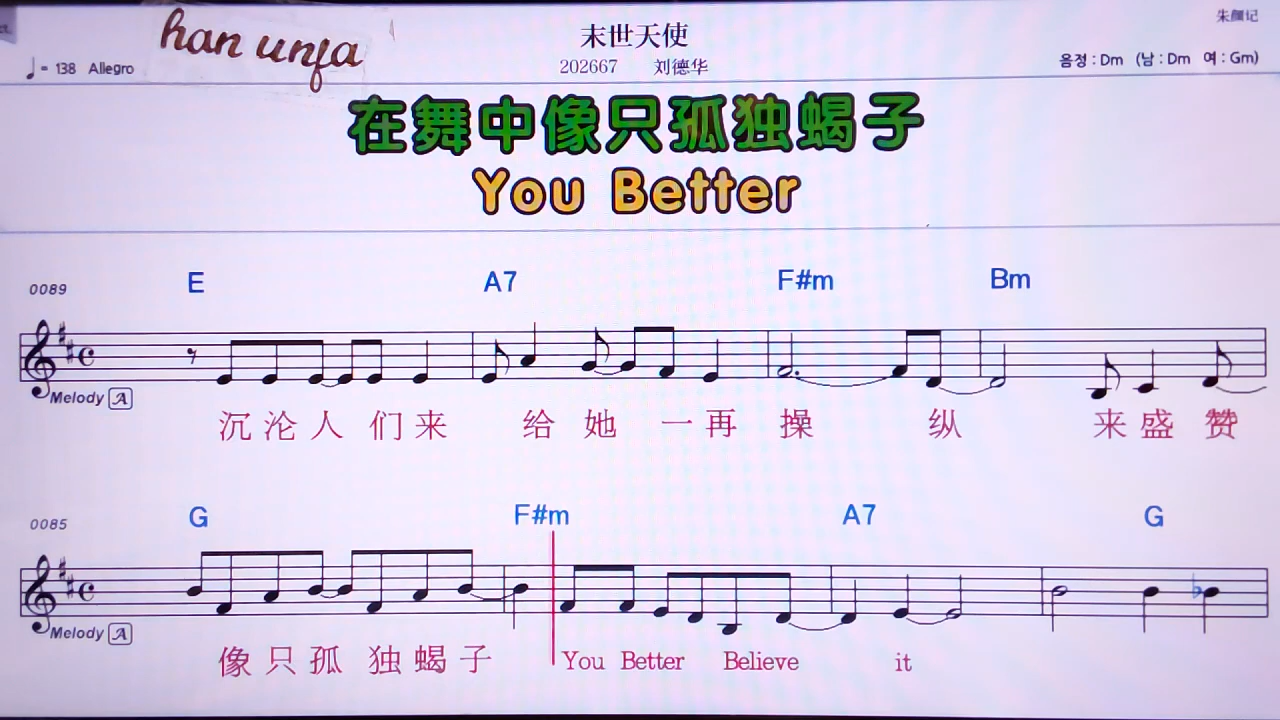 han unfa
末世天使
朱颜记
♩= 138 Allegro
202667 刘德华
음정 : Dm (남 : Dm 여 : Gm)
在舞中像只孤独蝎子
You Better
0089
E A7 F#m Bm
Melody A
沉沦人们来 给她一再操 纵 来盛赞
0085
G F#m A7 G
Melody A
像只孤独蝎子 You Better Believe it